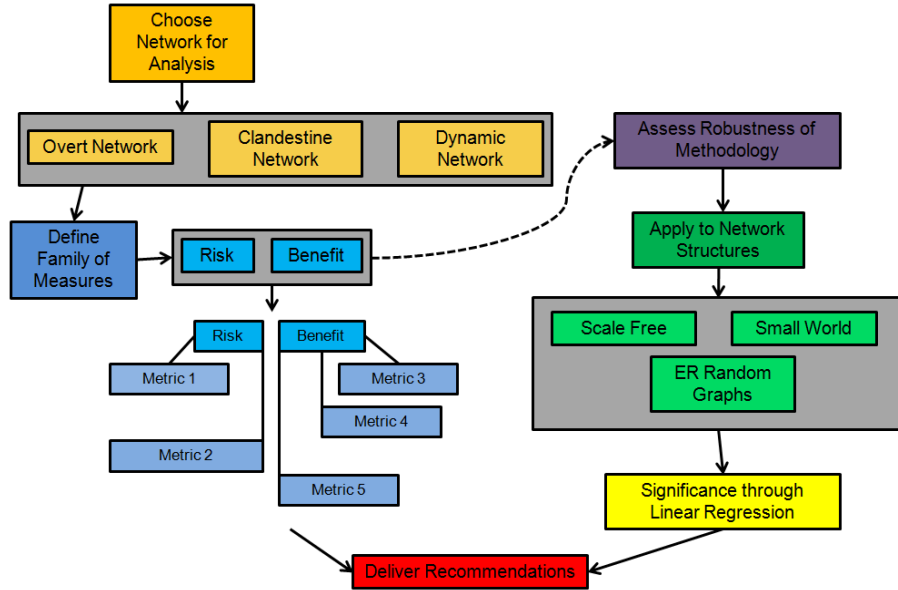 Choose
Network for
Analysis
Overt Network
Clandestine
Network
Dynamic
Network
Assess Robustness of
Methodology
Define
Family of
Measures
Risk
Benefit
Apply to Network
Structures
Risk
Benefit
Metric 1
Metric 3
Metric 4
Metric 2
Metric 5
Scale Free
Small World
ER Random
Graphs
Significance through
Linear Regression
Deliver Recommendations